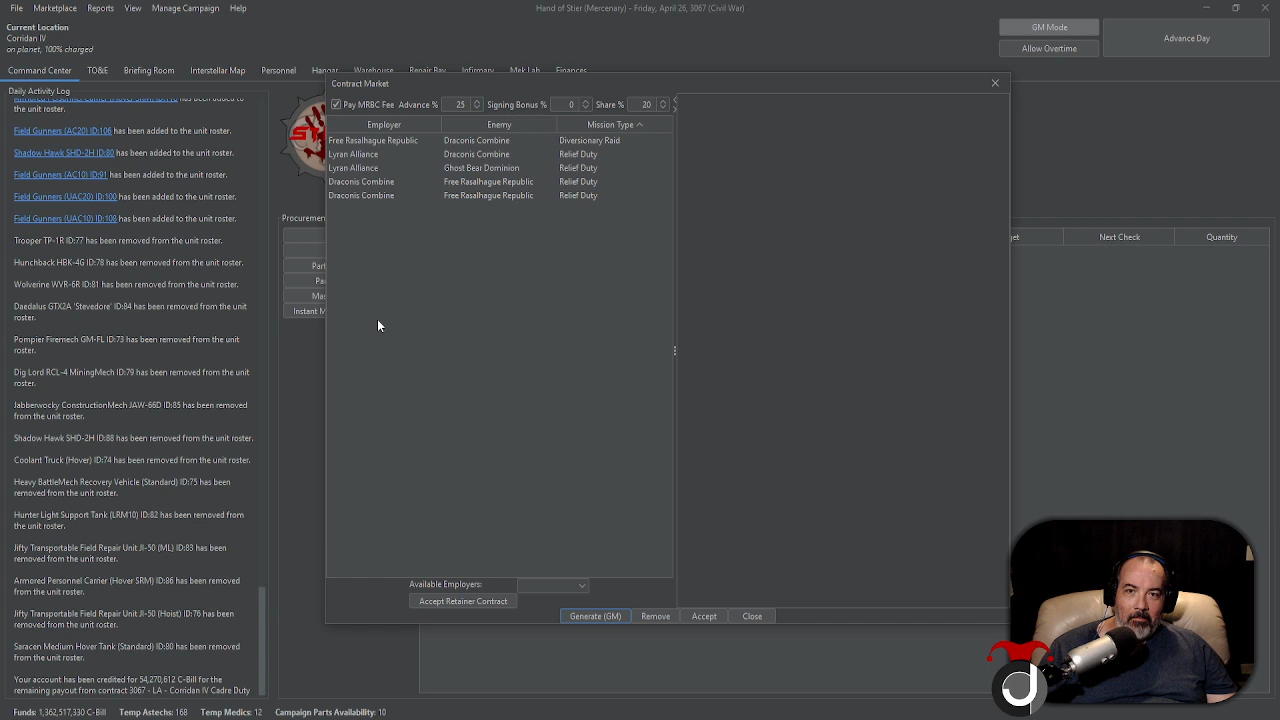 File Marketplace Reports View Manage Campaign Help
Hand of Stier (Mercenary) - Friday, April 26, 3067 (Civil War)
Current Location
Corridan IV
on planet, 100% charged
GM Mode
Allow Overtime
Advance Day
Command Center TO&E Briefing Room Interstellar Map Personnel Hangar Warehouse Repair Bay Infirmary Mek Lab Finances
Daily Activity Log
the unit roster.
Field Gunners (AC20) ID:106 has been added to the unit roster.
Shadow Hawk SHD-2H ID:80 has been added to the unit roster.
Field Gunners (AC10) ID:91 has been added to the unit roster.
Field Gunners (UAC20) ID:100 has been added to the unit roster.
Field Gunners (UAC10) ID:108 has been added to the unit roster.
Trooper TP-1R ID:77 has been removed from the unit roster.
Hunchback HBK-4G ID:78 has been removed from the unit roster.
Wolverine WVR-6R ID:81 has been removed from the unit roster.
Daedalus GTX2A 'Stevedore' ID:84 has been removed from the unit
roster.
Pompier Firemech GM-FL ID:73 has been removed from the unit
roster.
Dig Lord RCL-4 MiningMech ID:79 has been removed from the unit
roster.
Jabberwocky ConstructionMech JAW-66D ID:85 has been removed
from the unit roster.
Shadow Hawk SHD-2H ID:88 has been removed from the unit roster.
Coolant Truck (Hover) ID:74 has been removed from the unit roster.
Heavy BattleMech Recovery Vehicle (Standard) ID:75 has been
removed from the unit roster.
Hunter Light Support Tank (LRM10) ID:82 has been removed from
the unit roster.
Jifty Transportable Field Repair Unit JI-50 (ML) ID:83 has been
removed from the unit roster.
Armored Personnel Carrier (Hover SRM) ID:86 has been removed
from the unit roster.
Jifty Transportable Field Repair Unit JI-50 (Hoist) ID:76 has been
removed from the unit roster.
Saracen Medium Hover Tank (Standard) ID:80 has been removed
from the unit roster.
Your account has been credited for 54,270,612 C-Bill for the
remaining payout from contract 3067 - LA - Corridan IV Cadre Duty
Procuremen
Part
Pa
Mas
Instant M
Contract Market
Pay MRBC Fee Advance % 25 Signing Bonus % 0 Share % 20
Employer Enemy Mission Type
Free Rasalhague Republic Draconis Combine Diversionary Raid
Lyran Alliance Draconis Combine Relief Duty
Lyran Alliance Ghost Bear Dominion Relief Duty
Draconis Combine Free Rasalhague Republic Relief Duty
Draconis Combine Free Rasalhague Republic Relief Duty
Available Employers:
Accept Retainer Contract
Generate (GM) Remove Accept Close
get Next Check Quantity
Funds: 1,362,517,330 C-Bill Temp Astechs: 168 Temp Medics: 12 Campaign Parts Availability: 10